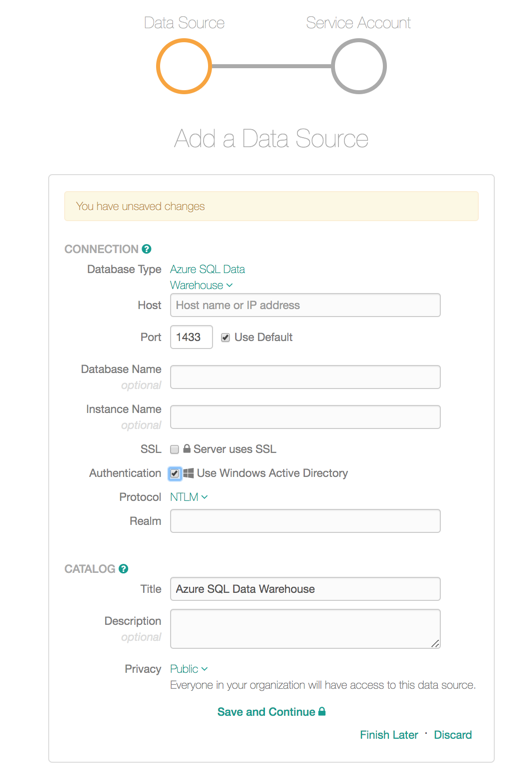 Data Source
Service Account
Add a Data Source
You have unsaved changes
CONNECTION ?
Database Type Azure SQL Data
Warehouse
Host Host name or IP address
Port 1433 Use Default
Database Name
optional
Instance Name
optional
SSL Server uses SSL
Authentication Use Windows Active Directory
Protocol NTLM
Realm
CATALOG ?
Title Azure SQL Data Warehouse
Description
optional
Privacy Public
Everyone in your organization will have access to this data source.
Save and Continue
Finish Later · Discard